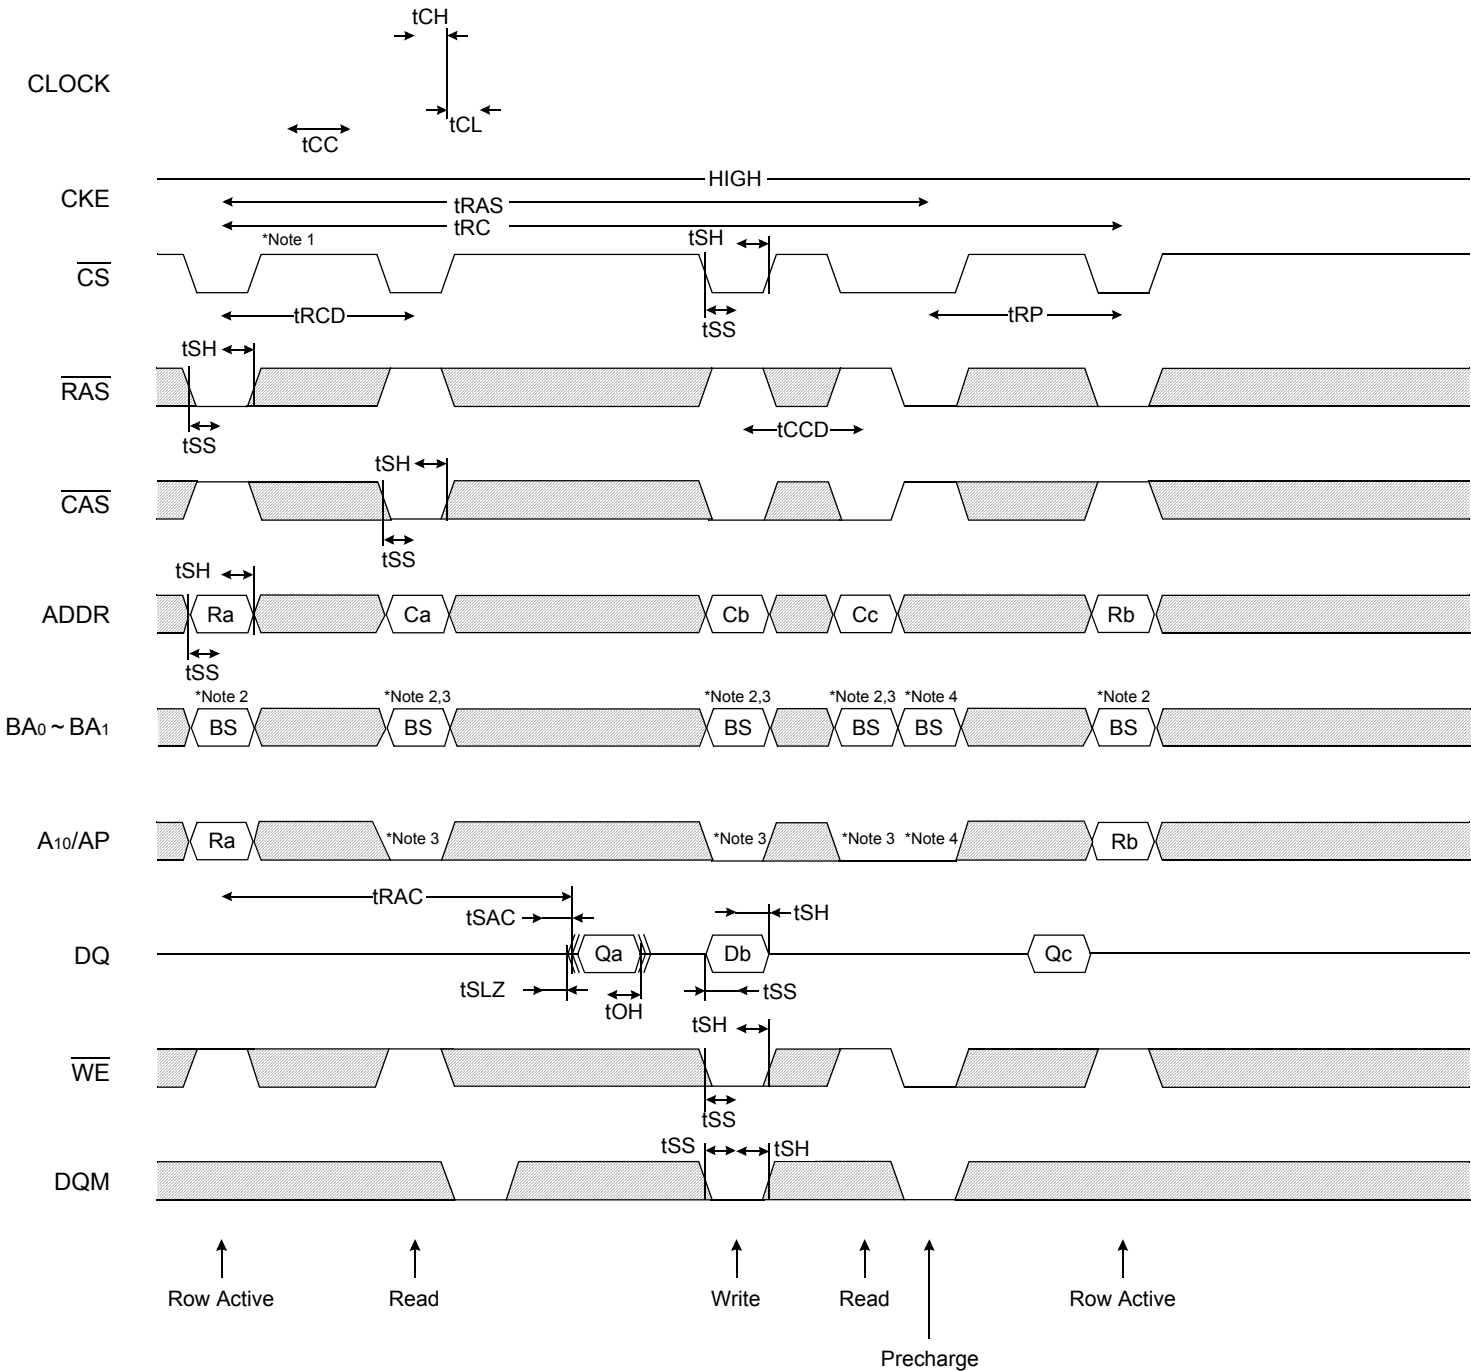 tCH
CLOCK
tCL
tCC
HIGH
CKE
tRAS
tRC
*Note 1
tSH
CS
tRCD
tSS
tRP
tSH
RAS
tSS
tCCD
tSH
CAS
tSS
tSH
ADDR Ra Ca Cb Cc Rb
tSS
*Note 2 *Note 2,3 *Note 2,3 *Note 2,3 *Note 4 *Note 2
BA0 ~ BA1 BS BS BS BS BS BS
A10/AP Ra *Note 3 *Note 3 *Note 3 *Note 4 Rb
tRAC
tSAC tSH
DQ Qa Db Qc
tSLZ tOH tSS
tSH
WE
tSS
tSS tSH
DQM
Row Active Read Write Read Row Active
Precharge